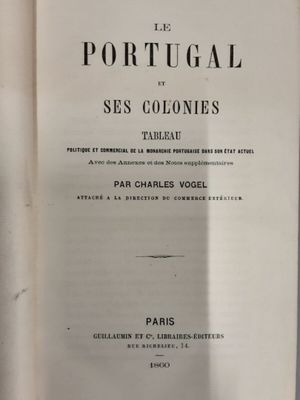 LE
PORTUGAL
ET
SES COLONIES
TABLEAU
POLITIQUE ET COMMERCIAL DE LA MONARCHIE PORTUGAISE DANS SON ÉTAT ACTUEL
Avec des Annexes et des Notes supplémentaires
PAR CHARLES VOGEL
ATTACHÉ A LA DIRECTION DU COMMERCE EXTÉRIEUR.
PARIS
GUILLAUMIN ET Cⁱᵉ, LIBRAIRES-ÉDITEURS
RUE RICHELIEU, 14.
1860